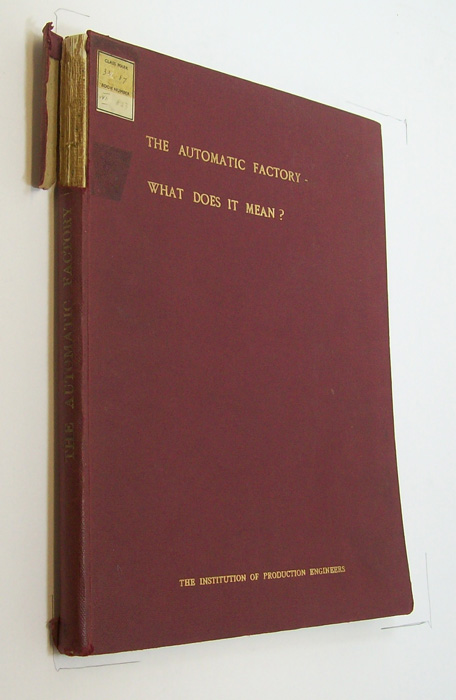 CLASS MARK
BOOK NUMBER
THE AUTOMATIC FACTORY -
WHAT DOES IT MEAN ?
THE AUTOMATIC FACTORY
THE INSTITUTION OF PRODUCTION ENGINEERS